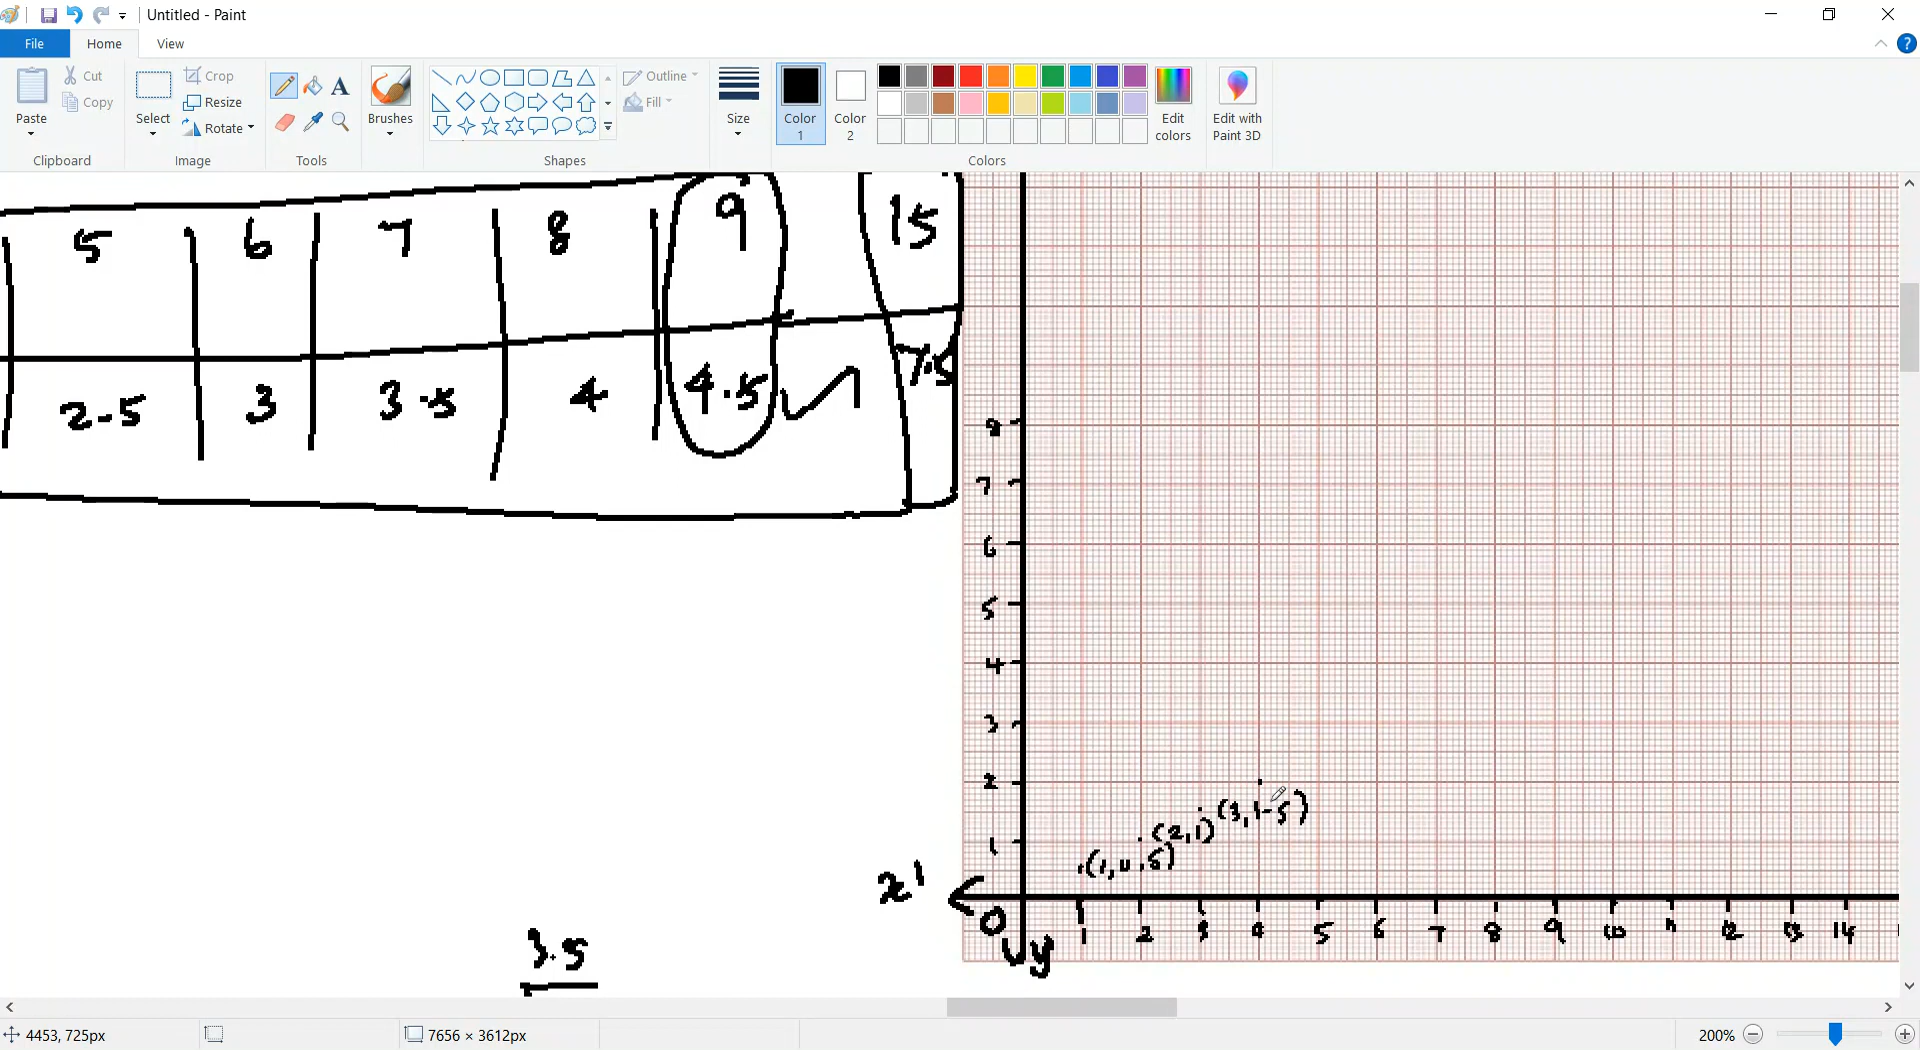 Untitled - Paint
File Home View
Paste
Cut
Copy
Clipboard
Select
Crop
Resize
Rotate
Image
Tools
Brushes
Shapes
Outline
Fill
Size
Color 1
Color 2
Edit colors
Colors
Edit with Paint 3D
5 6 7 8 9 15
2.5 3 3.5 4 4.5 7.5
8
7
6
5
4
3
2
1
(3, 1.5)
(2,1)
(1, 0.5)
x'
0
1 2 3 4 5 6 7 8 9 10 11 12 13 14
y
3.5
4453, 725px
7656 × 3612px
200%